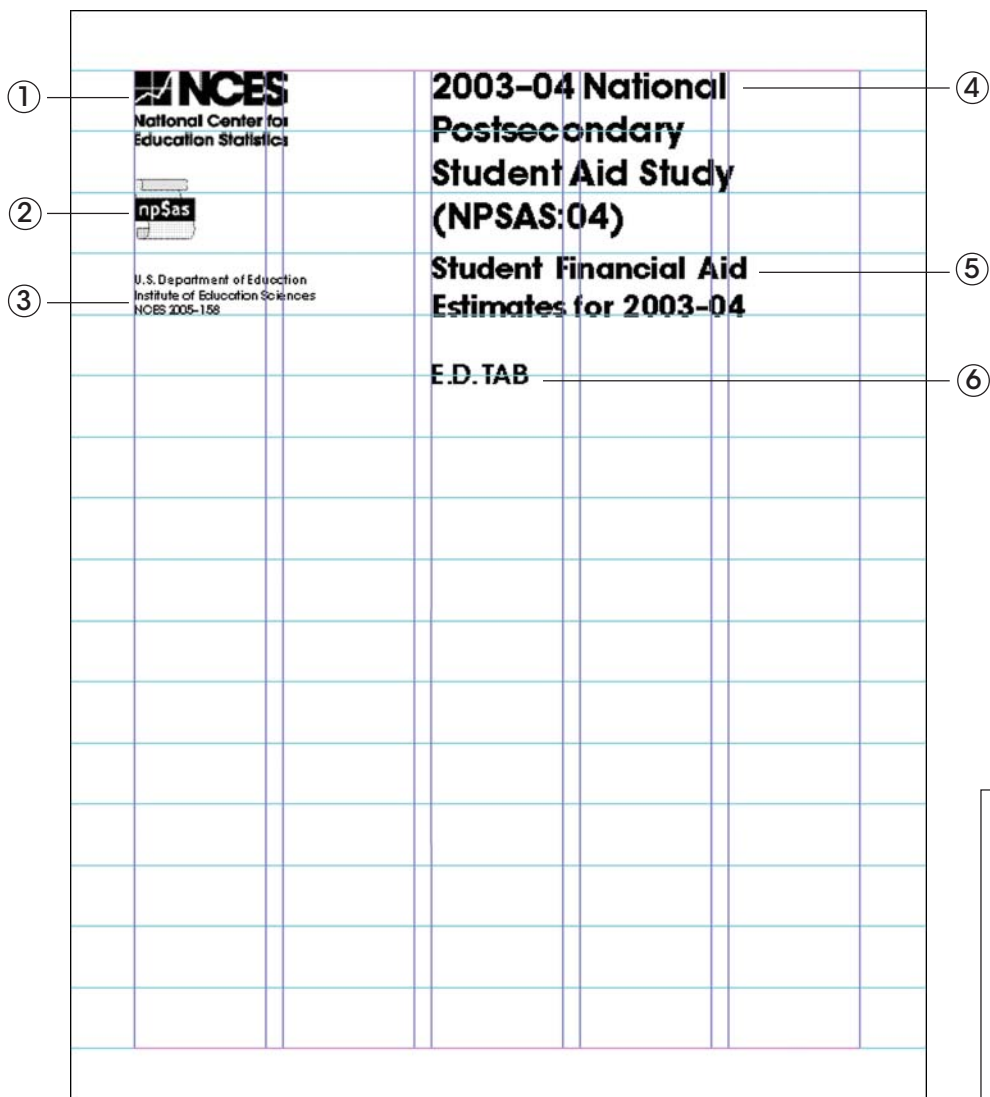 ① NCES
National Center for
Education Statistics
② npSas
U.S. Department of Education
③ Institute of Education Sciences
NCES 2005-158
2003–04 National ④
Postsecondary
Student Aid Study
(NPSAS:04)
Student Financial Aid ⑤
Estimates for 2003–04
E.D. TAB ⑥